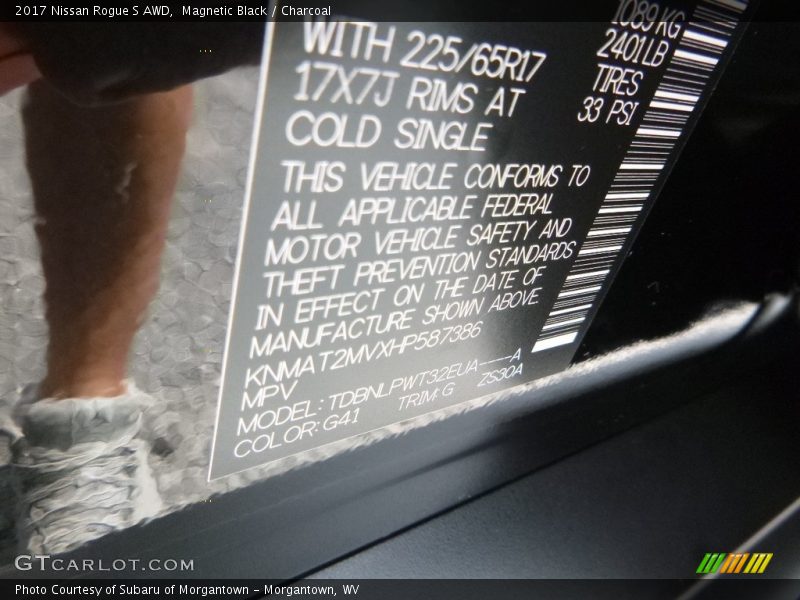 2017 Nissan Rogue S AWD,  Magnetic Black / Charcoal
1089 KG
2401LB
WITH 225/65R17 TIRES
17X7J RIMS AT 33 PSI
COLD SINGLE
THIS VEHICLE CONFORMS TO
ALL APPLICABLE FEDERAL
MOTOR VEHICLE SAFETY AND
THEFT PREVENTION STANDARDS
IN EFFECT ON THE DATE OF
MANUFACTURE SHOWN ABOVE
KNMAT2MVXHP587386
MPV
MODEL: TDBNLPWT32EUA----A
COLOR: G41 TRIM: G ZS30A
GTCARLOT.COM
Photo Courtesy of Subaru of Morgantown - Morgantown, WV